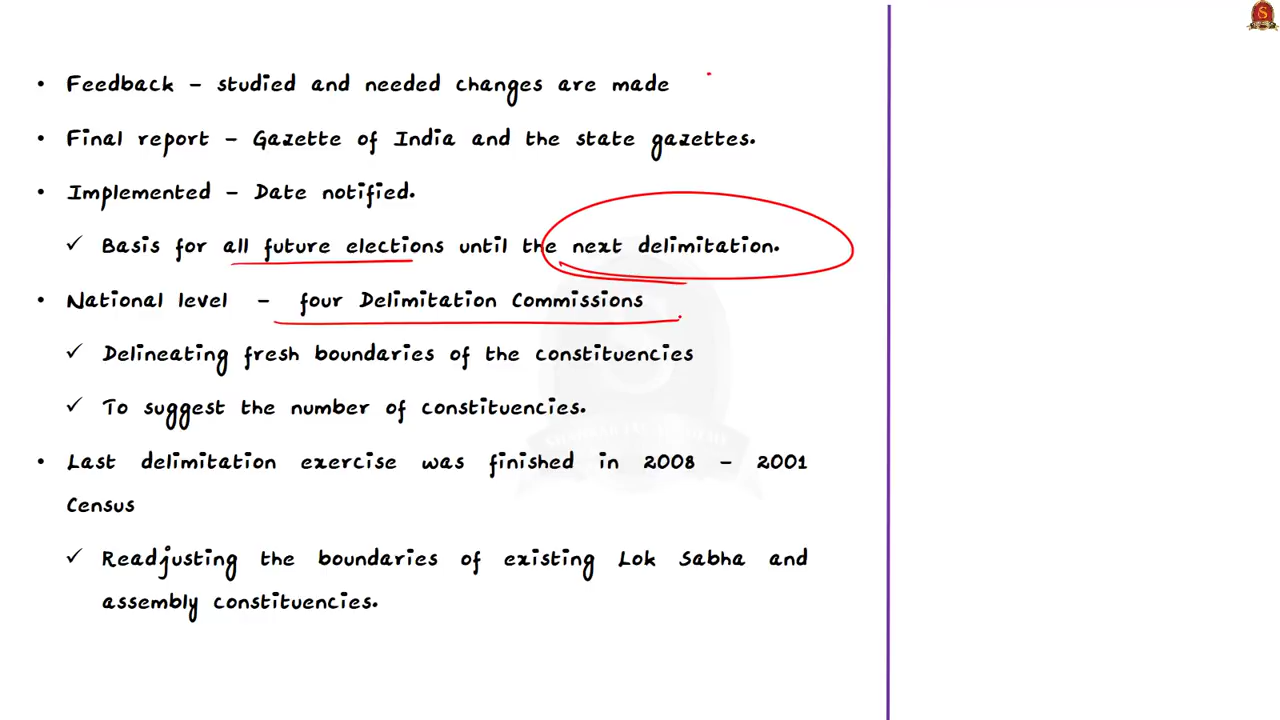 • Feedback – studied and needed changes are made
• Final report – Gazette of India and the state gazettes.
• Implemented – Date notified.
✓ Basis for all future elections until the next delimitation.
• National level – four Delimitation Commissions
✓ Delineating fresh boundaries of the constituencies
✓ To suggest the number of constituencies.
• Last delimitation exercise was finished in 2008 – 2001
Census
✓ Readjusting the boundaries of existing Lok Sabha and
assembly constituencies.